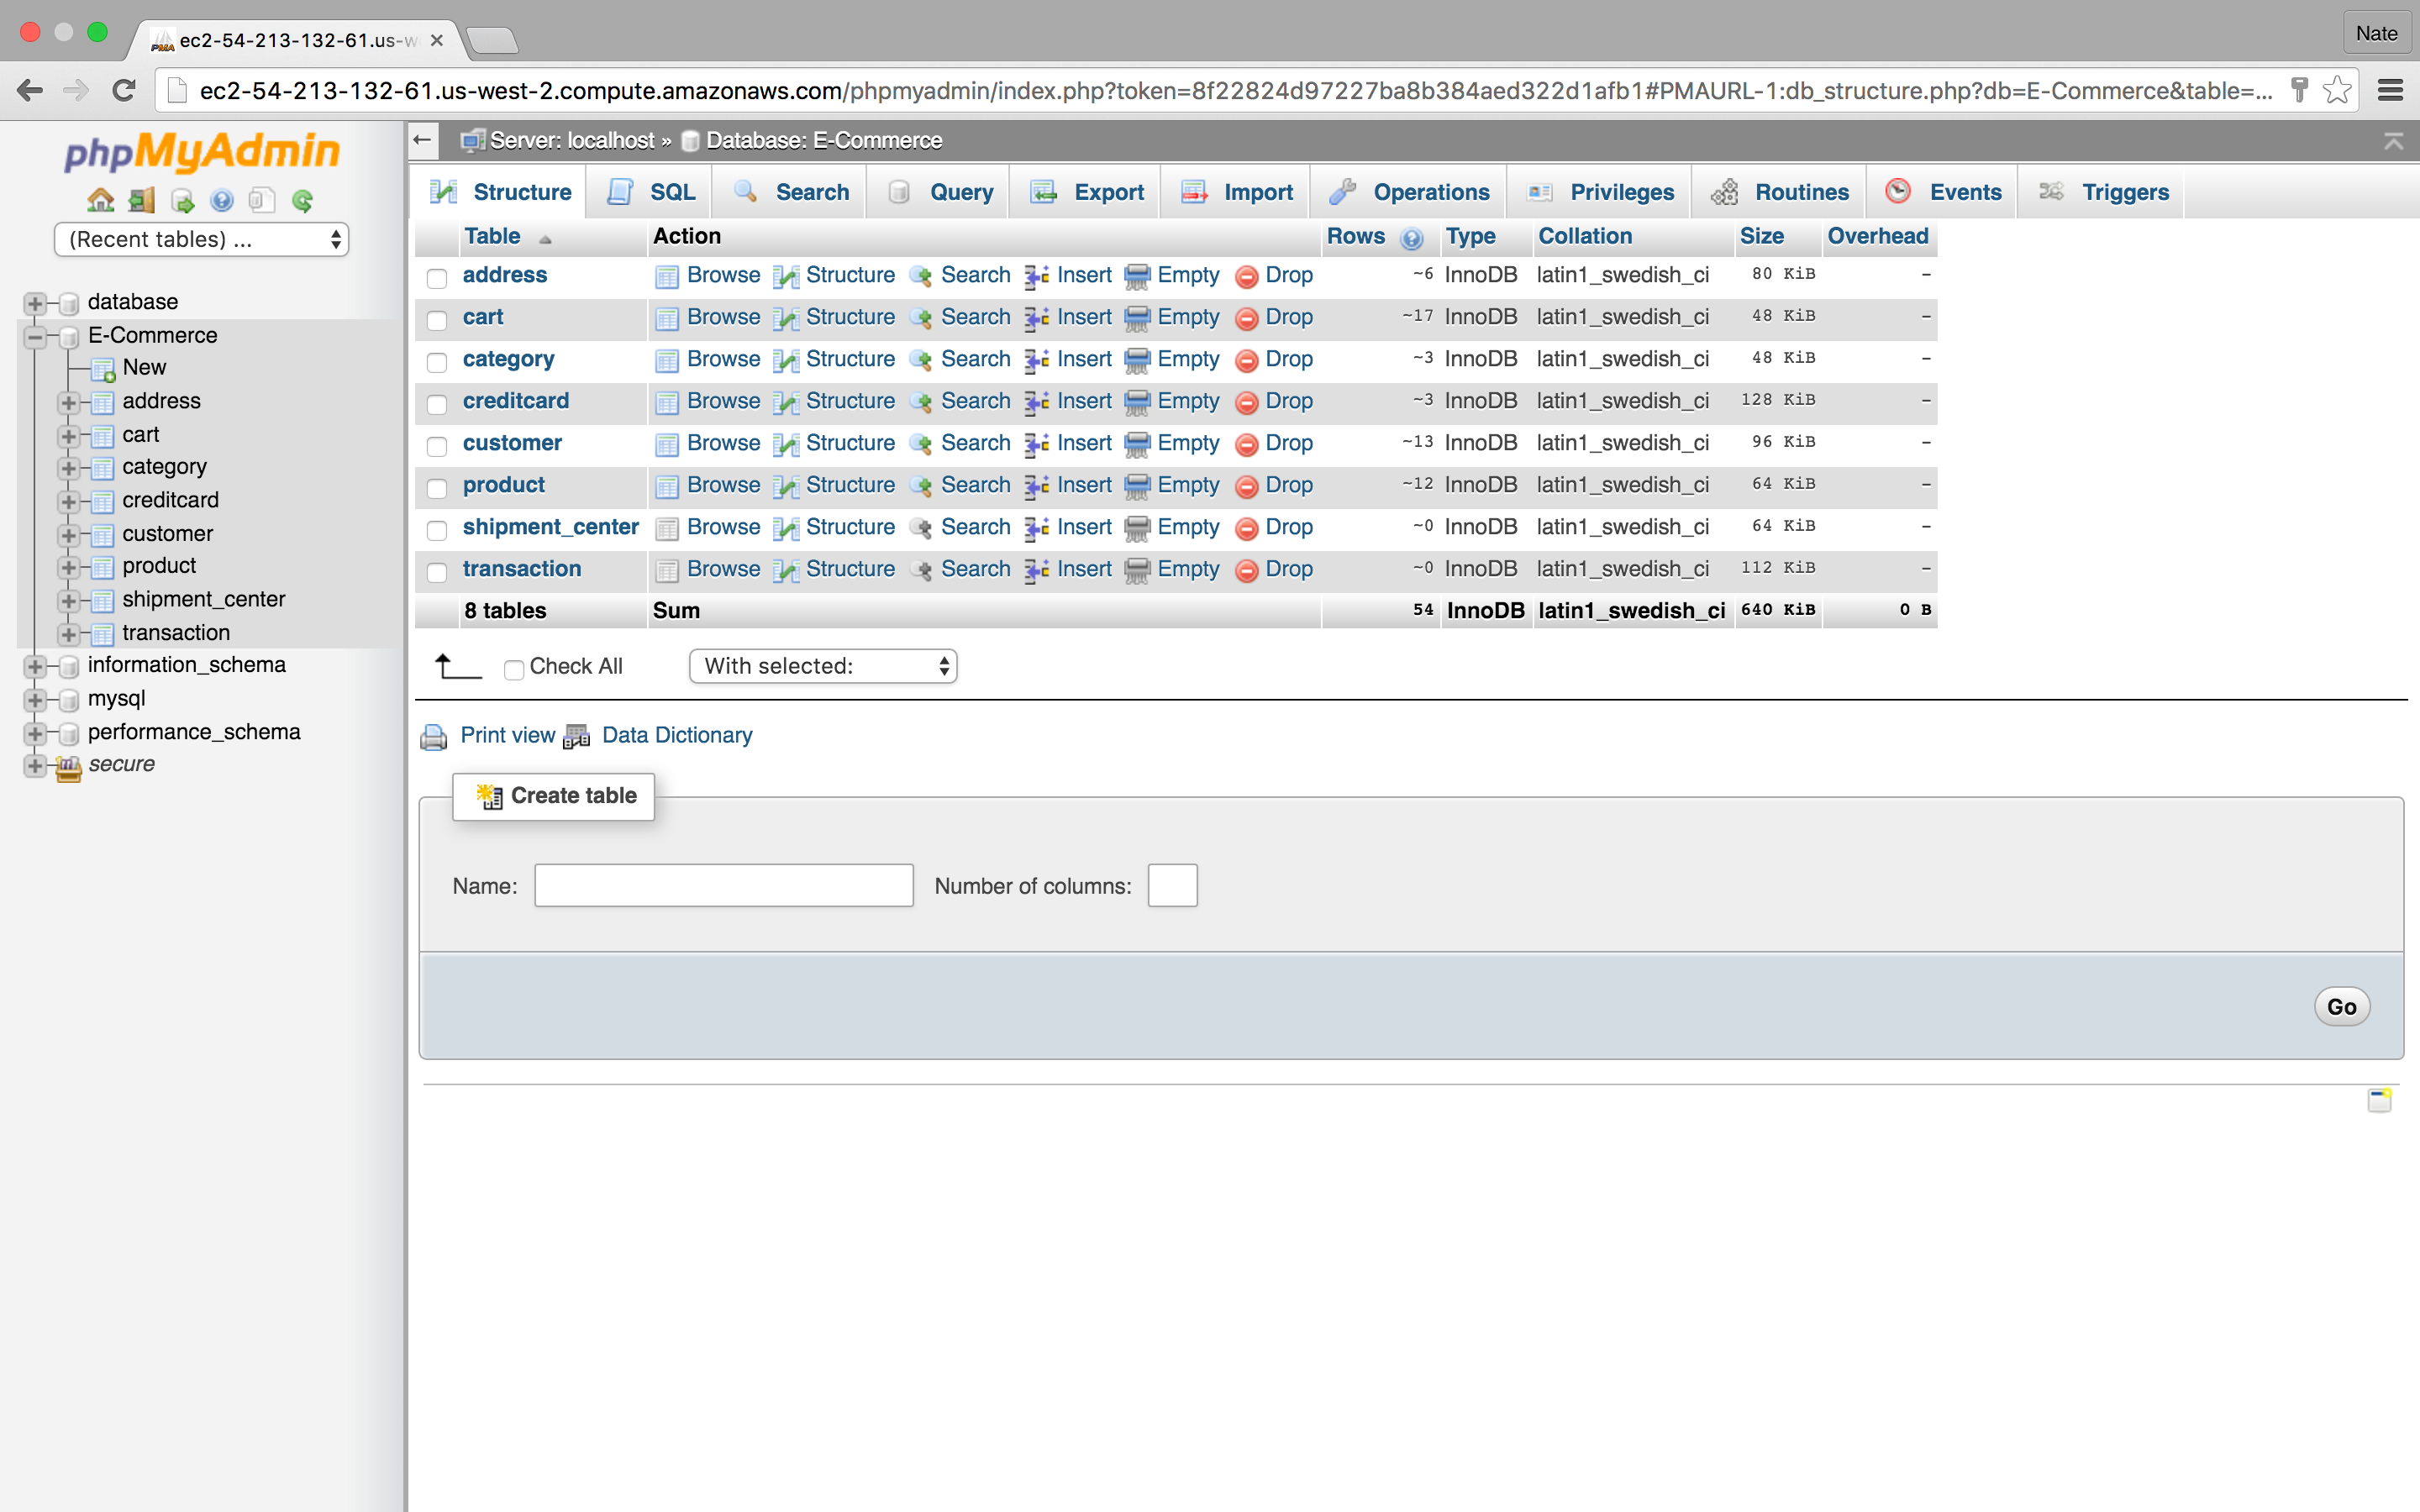 ec2-54-213-132-61.us-w
Nate
ec2-54-213-132-61.us-west-2.compute.amazonaws.com/phpmyadmin/index.php?token=8f22824d97227ba8b384aed322d1afb1#PMAURL-1:db_structure.php?db=E-Commerce&table=...
phpMyAdmin
(Recent tables) ...
database
E-Commerce
New
address
cart
category
creditcard
customer
product
shipment_center
transaction
information_schema
mysql
performance_schema
secure
Server: localhost » Database: E-Commerce
Structure SQL Search Query Export Import Operations Privileges Routines Events Triggers
Table Action Rows Type Collation Size Overhead
address Browse Structure Search Insert Empty Drop ~6 InnoDB latin1_swedish_ci 80 KiB –
cart Browse Structure Search Insert Empty Drop ~17 InnoDB latin1_swedish_ci 48 KiB –
category Browse Structure Search Insert Empty Drop ~3 InnoDB latin1_swedish_ci 48 KiB –
creditcard Browse Structure Search Insert Empty Drop ~3 InnoDB latin1_swedish_ci 128 KiB –
customer Browse Structure Search Insert Empty Drop ~13 InnoDB latin1_swedish_ci 96 KiB –
product Browse Structure Search Insert Empty Drop ~12 InnoDB latin1_swedish_ci 64 KiB –
shipment_center Browse Structure Search Insert Empty Drop ~0 InnoDB latin1_swedish_ci 64 KiB –
transaction Browse Structure Search Insert Empty Drop ~0 InnoDB latin1_swedish_ci 112 KiB –
8 tables Sum 54 InnoDB latin1_swedish_ci 640 KiB 0 B
Check All With selected:
Print view Data Dictionary
Create table
Name: Number of columns:
Go